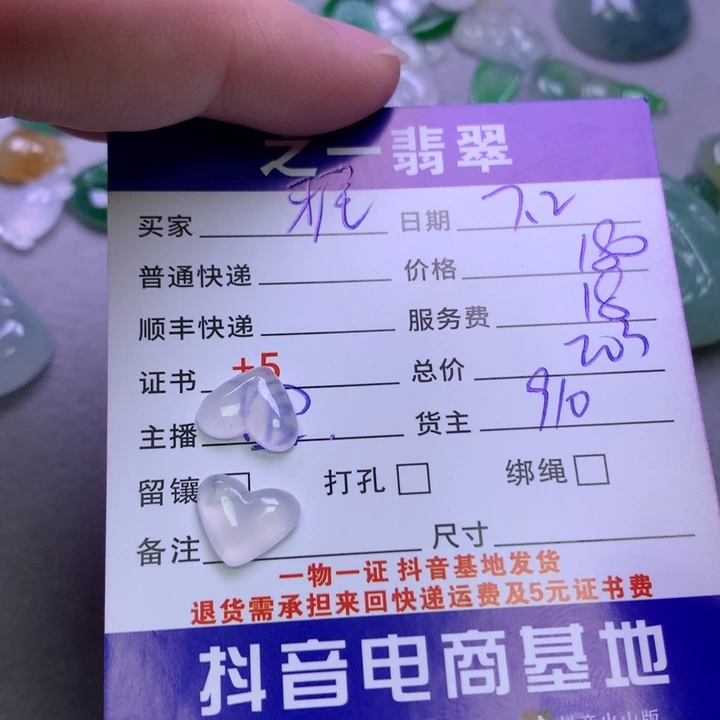 之一翡翠
买家 日期 7.2
普通快递 价格 180
顺丰快递 服务费 18
证书 +5 总价 203
主播 货主 910
留镶 打孔 绑绳
备注 尺寸
一物一证 抖音基地发货
退货需承担来回快递运费及5元证书费
抖音电商基地